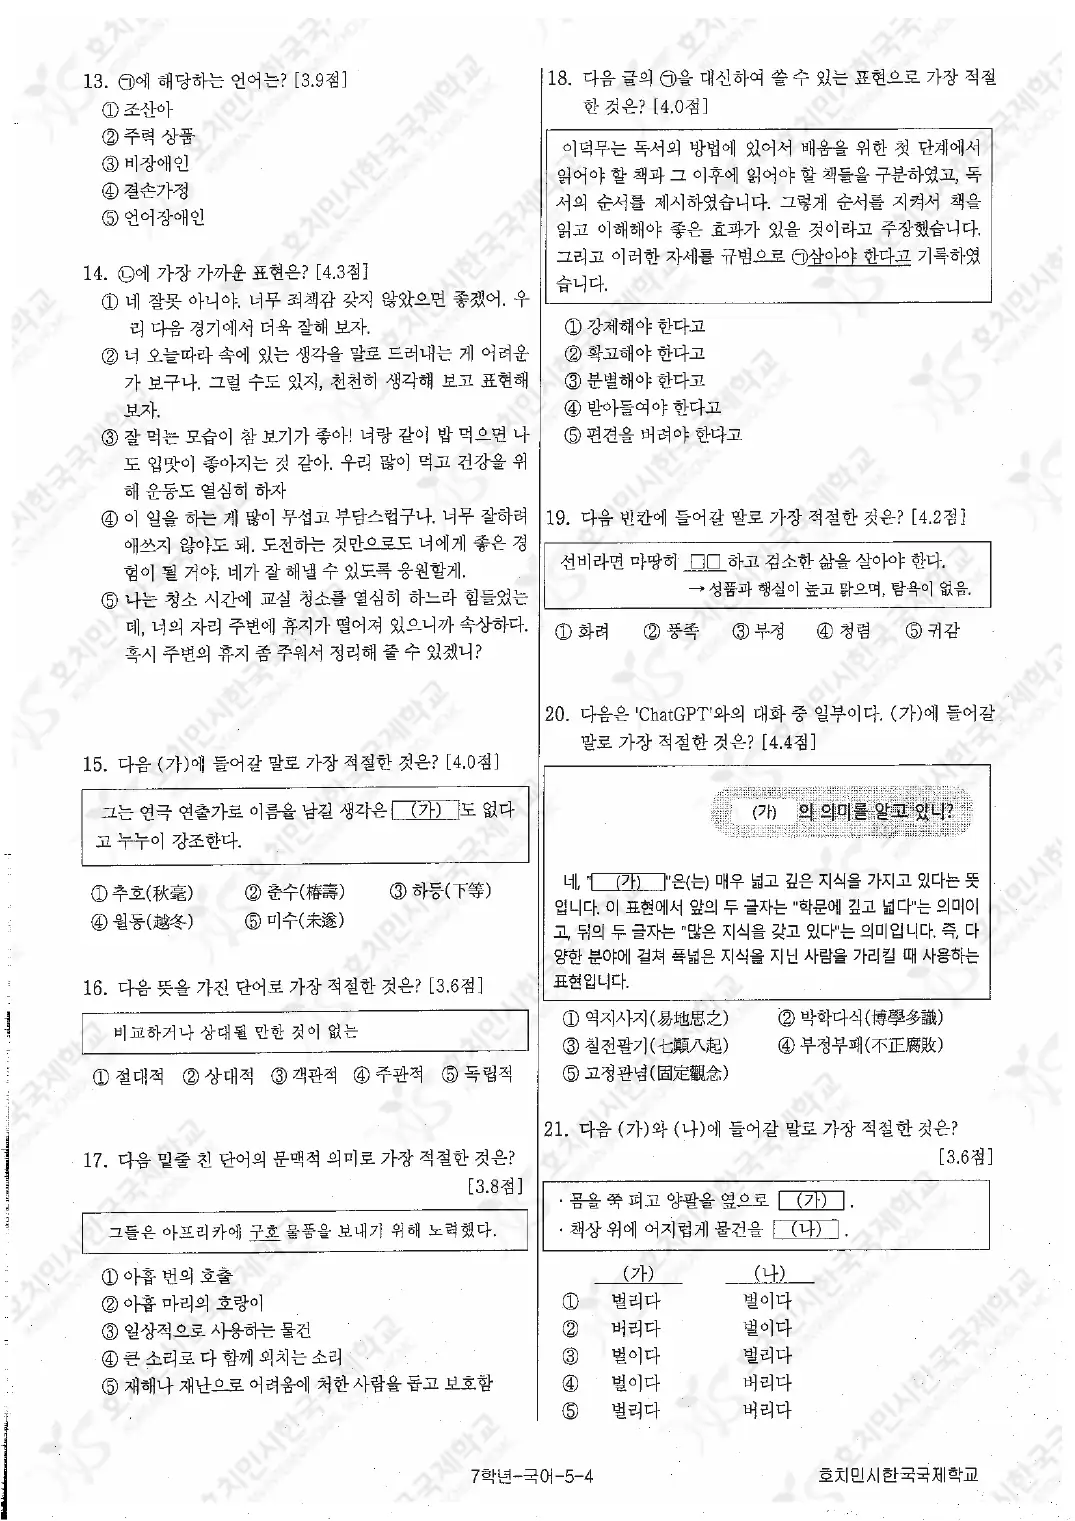 13. ㉠에 해당하는 언어는? [3.9점]
① 조산아
② 주력 상품
③ 비장애인
④ 결손가정
⑤ 언어장애인
14. ㉡에 가장 가까운 표현은? [4.3점]
① 네 잘못 아니야. 너무 죄책감 갖지 않았으면 좋겠어. 우
리 다음 경기에서 더욱 잘해 보자.
② 너 오늘따라 속에 있는 생각을 말로 드러내는 게 어려운
가 보구나. 그럴 수도 있지, 천천히 생각해 보고 표현해
보자.
③ 잘 먹는 모습이 참 보기가 좋아! 너랑 같이 밥 먹으면 나
도 입맛이 좋아지는 것 같아. 우리 많이 먹고 건강을 위
해 운동도 열심히 하자
④ 이 일을 하는 게 많이 무섭고 부담스럽구나. 너무 잘하려
애쓰지 않아도 돼. 도전하는 것만으로도 너에게 좋은 경
험이 될 거야. 네가 잘 해낼 수 있도록 응원할게.
⑤ 나는 청소 시간에 교실 청소를 열심히 하느라 힘들었는
데, 너의 자리 주변에 휴지가 떨어져 있으니까 속상하다.
혹시 주변의 휴지 좀 주워서 정리해 줄 수 있겠니?
15. 다음 (가)에 들어갈 말로 가장 적절한 것은? [4.0점]
그는 연극 연출가로 이름을 남길 생각은 (가) 도 없다
고 누누이 강조한다.
① 추호(秋毫) ② 춘수(椿壽) ③ 하등(下等)
④ 월동(越冬) ⑤ 미수(未遂)
16. 다음 뜻을 가진 단어로 가장 적절한 것은? [3.6점]
비교하거나 상대될 만한 것이 없는
① 절대적 ② 상대적 ③ 객관적 ④ 주관적 ⑤ 독립적
17. 다음 밑줄 친 단어의 문맥적 의미로 가장 적절한 것은?
[3.8점]
그들은 아프리카에 구호 물품을 보내기 위해 노력했다.
① 아홉 번의 호출
② 아홉 마리의 호랑이
③ 일상적으로 사용하는 물건
④ 큰 소리로 다 함께 외치는 소리
⑤ 재해나 재난으로 어려움에 처한 사람을 돕고 보호함
18. 다음 글의 ㉠을 대신하여 쓸 수 있는 표현으로 가장 적절
한 것은? [4.0점]
이덕무는 독서의 방법에 있어서 배움을 위한 첫 단계에서
읽어야 할 책과 그 이후에 읽어야 할 책들을 구분하였고, 독
서의 순서를 제시하였습니다. 그렇게 순서를 지켜서 책을
읽고 이해해야 좋은 효과가 있을 것이라고 주장했습니다.
그리고 이러한 자세를 규범으로 ㉠삼아야 한다고 기록하였
습니다.
① 강제해야 한다고
② 확고해야 한다고
③ 분별해야 한다고
④ 받아들여야 한다고
⑤ 편견을 버려야 한다고
19. 다음 빈칸에 들어갈 말로 가장 적절한 것은? [4.2점]
선비라면 마땅히 □□하고 검소한 삶을 살아야 한다.
→ 성품과 행실이 높고 맑으며, 탐욕이 없음.
① 화려 ② 풍족 ③ 부정 ④ 청렴 ⑤ 귀감
20. 다음은 'ChatGPT'와의 대화 중 일부이다. (가)에 들어갈
말로 가장 적절한 것은? [4.4점]
(가) 의 의미를 알고 있니?
네, "(가)"은(는) 매우 넓고 깊은 지식을 가지고 있다는 뜻
입니다. 이 표현에서 앞의 두 글자는 "학문에 깊고 넓다"는 의미이
고, 뒤의 두 글자는 "많은 지식을 갖고 있다"는 의미입니다. 즉, 다
양한 분야에 걸쳐 폭넓은 지식을 지닌 사람을 가리킬 때 사용하는
표현입니다.
① 역지사지(易地思之) ② 박학다식(博學多識)
③ 칠전팔기(七顚八起) ④ 부정부패(不正腐敗)
⑤ 고정관념(固定觀念)
21. 다음 (가)와 (나)에 들어갈 말로 가장 적절한 것은?
[3.6점]
· 몸을 쭉 펴고 양팔을 옆으로 (가) .
· 책상 위에 어지럽게 물건을 (나) .
(가) (나)
① 벌리다 벌이다
② 버리다 벌이다
③ 벌이다 벌리다
④ 벌이다 버리다
⑤ 벌리다 버리다
7학년-국어-5-4
호치민시한국국제학교